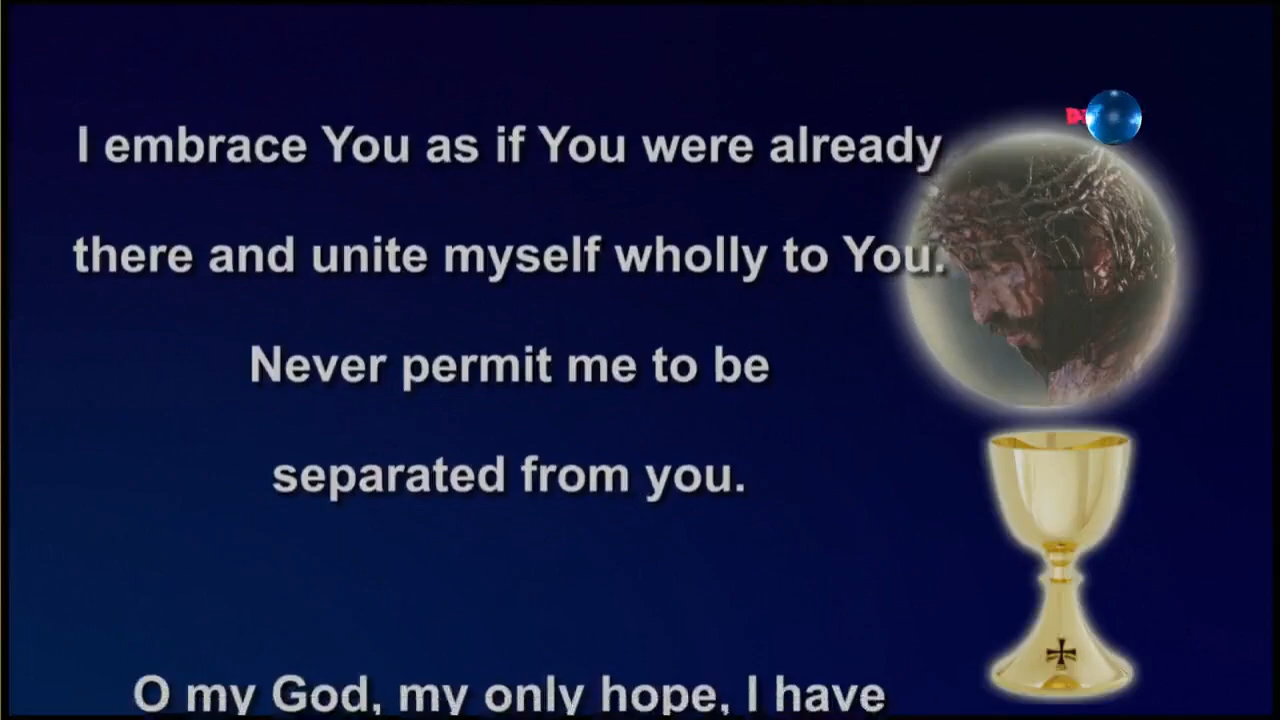 I embrace You as if You were already
there and unite myself wholly to You.
Never permit me to be
separated from you.
O my God, my only hope, I have